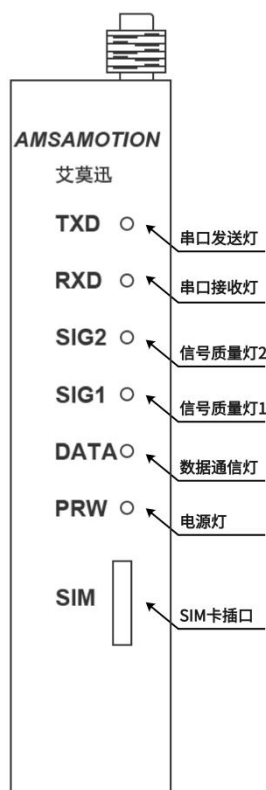 AMSAMOTION
艾莫迅
TXD 串口发送灯
RXD 串口接收灯
SIG2 信号质量灯2
SIG1 信号质量灯1
DATA 数据通信灯
PRW 电源灯
SIM SIM卡插口